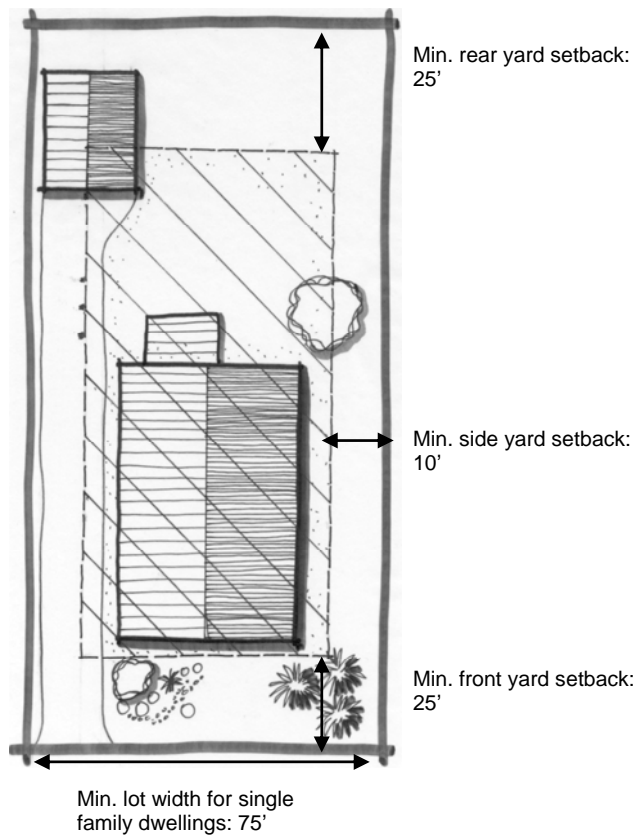 Min. rear yard setback:
25’
Min. side yard setback:
10’
Min. front yard setback:
25’
Min. lot width for single
family dwellings: 75’